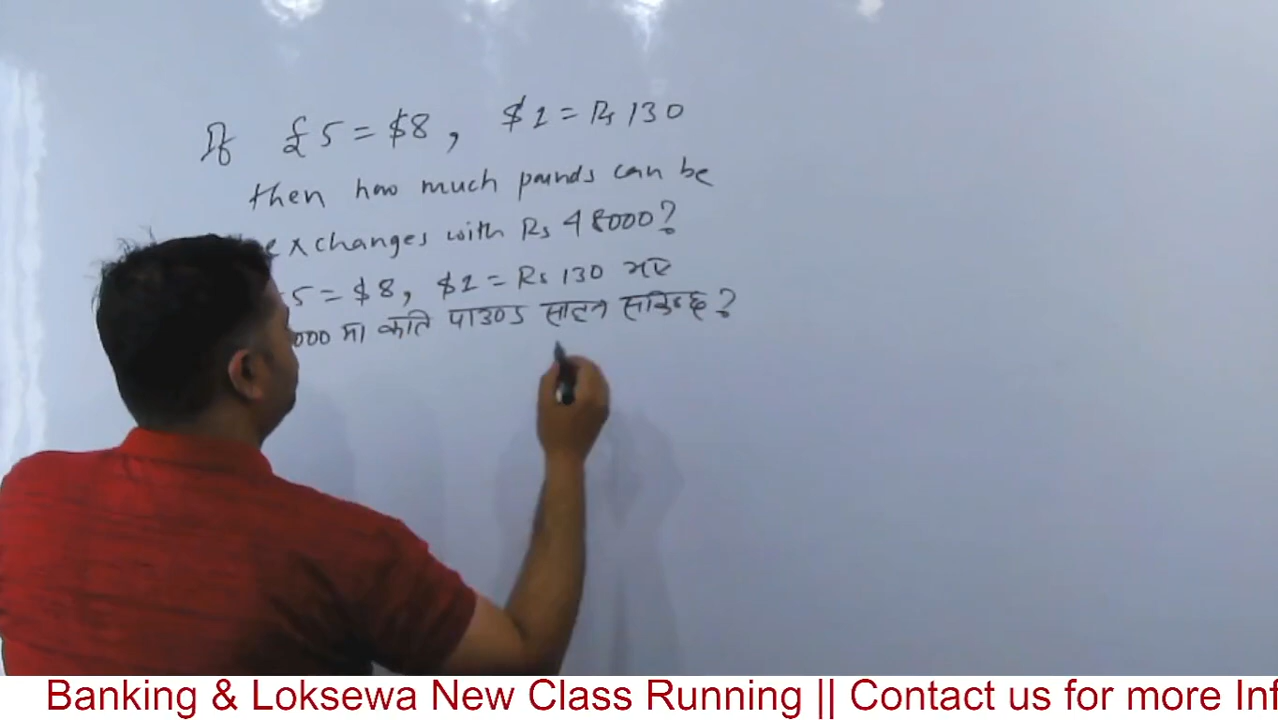 If £5 = $8, $1 = Rs 130
then how much pounds can be
exchanges with Rs 48000?
5 = $8, $1 = Rs 130 भए
000 मा कति पाउण्ड साट्न सकिन्छ?
Banking & Loksewa New Class Running || Contact us for more Inf